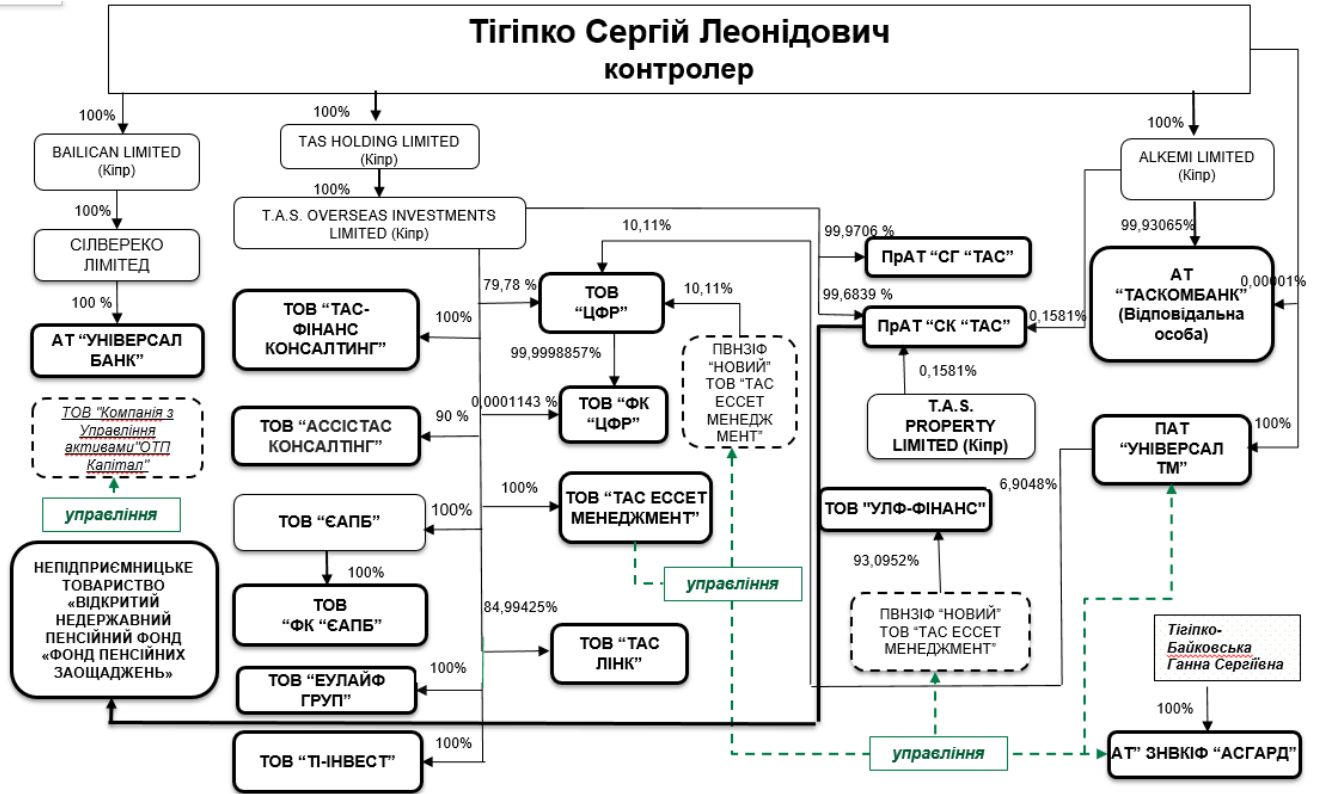 Тігіпко Сергій Леонідович
контролер
100%
100%
100%
BAILICAN LIMITED
(Кіпр)
TAS HOLDING LIMITED
(Кіпр)
ALKEMI LIMITED
(Кіпр)
100%
100%
T.A.S. OVERSEAS INVESTMENTS
LIMITED (Кіпр)
СІЛВЕРЕКО
ЛІМІТЕД
10,11%
99,9706 %
99,93065%
ПрАТ “СГ “ТАС”
100 %
АТ “УНІВЕРСАЛ
БАНК”
ТОВ “ТАС-
ФІНАНС
КОНСАЛТИНГ”
100%
79,78 %
ТОВ
“ЦФР”
10,11%
99,6839 %
ПрАТ “СК “ТАС”
0,1581%
АТ
“ТАСКОМБАНК”
(Відповідальна
особа)
0,00001%
99,9998857%
ПВНЗІФ
“НОВИЙ”
ТОВ “ТАС
ЕССЕТ
МЕНЕДЖ
МЕНТ”
0,1581%
T.A.S.
PROPERTY
LIMITED (Кіпр)
ТОВ "Компанія з
Управління
активами"ОТП
Капітал"
управління
ТОВ “АССІСТАС
КОНСАЛТІНГ”
90 %
0,0001143 %
ТОВ “ФК
“ЦФР”
ПАТ
“УНІВЕРСАЛ
ТМ”
100%
6,9048%
ТОВ “ЄАПБ”
100%
100%
ТОВ “ТАС ЕССЕТ
МЕНЕДЖМЕНТ”
ТОВ "УЛФ-ФІНАНС"
93,0952%
управління
НЕПІДПРИЄМНИЦЬКЕ
ТОВАРИСТВО
«ВІДКРИТИЙ
НЕДЕРЖАВНИЙ
ПЕНСІЙНИЙ ФОНД
«ФОНД ПЕНСІЙНИХ
ЗАОЩАДЖЕНЬ»
100%
ТОВ
“ФК “ЄАПБ”
84,99425%
ТОВ “ТАС
ЛІНК”
ПВНЗІФ “НОВИЙ”
ТОВ “ТАС ЕССЕТ
МЕНЕДЖМЕНТ”
Тігіпко-
Байковська
Ганна Сергіївна
ТОВ “ЕУЛАЙФ
ГРУП”
100%
100%
ТОВ “ТІ-ІНВЕСТ”
100%
управління
АТ” ЗНВКІФ “АСГАРД”